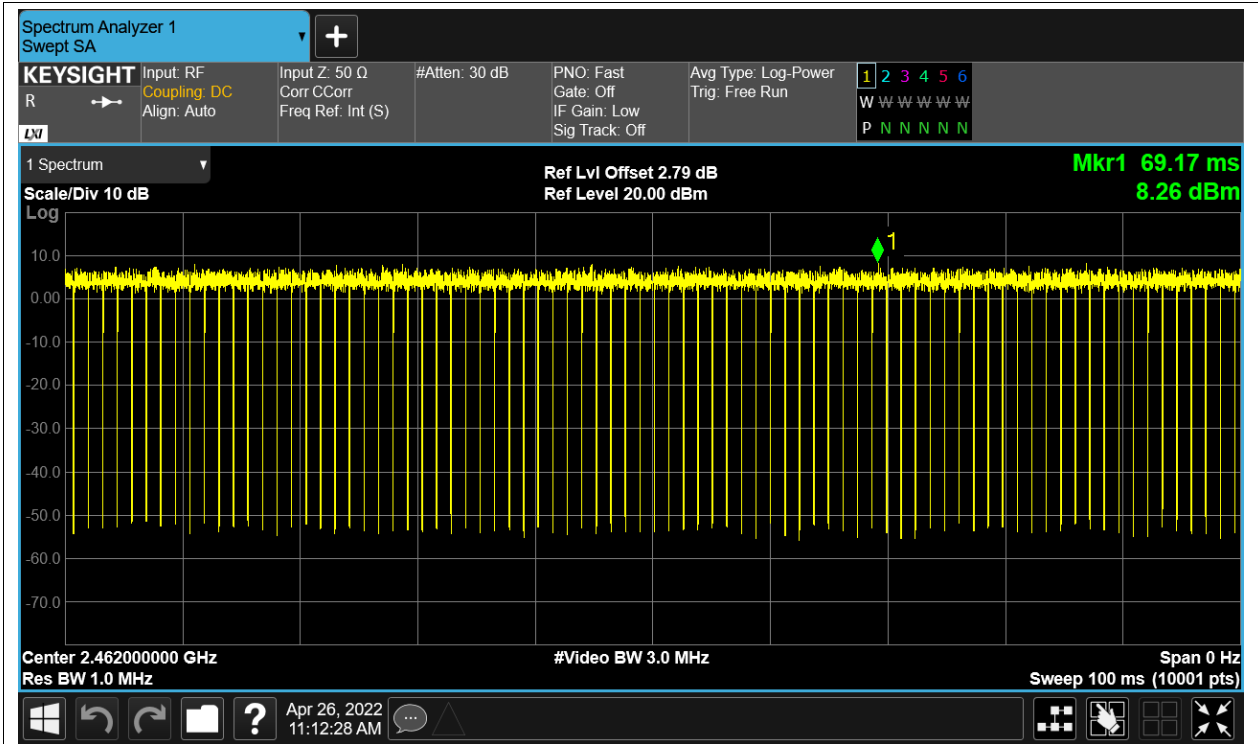 Spectrum Analyzer 1
Swept SA
+
KEYSIGHT
R
LXI
Input: RF
Coupling: DC
Align: Auto
Input Z: 50 Ω
Corr CCorr
Freq Ref: Int (S)
#Atten: 30 dB
PNO: Fast
Gate: Off
IF Gain: Low
Sig Track: Off
Avg Type: Log-Power
Trig: Free Run
1 2 3 4 5 6
W W W W W W
P N N N N N
1 Spectrum
Scale/Div 10 dB
Log
Ref Lvl Offset 2.79 dB
Ref Level 20.00 dBm
Mkr1 69.17 ms
8.26 dBm
1
10.0
0.00
-10.0
-20.0
-30.0
-40.0
-50.0
-60.0
-70.0
Center 2.462000000 GHz
Res BW 1.0 MHz
#Video BW 3.0 MHz
Span 0 Hz
Sweep 100 ms (10001 pts)
?
Apr 26, 2022
11:12:28 AM